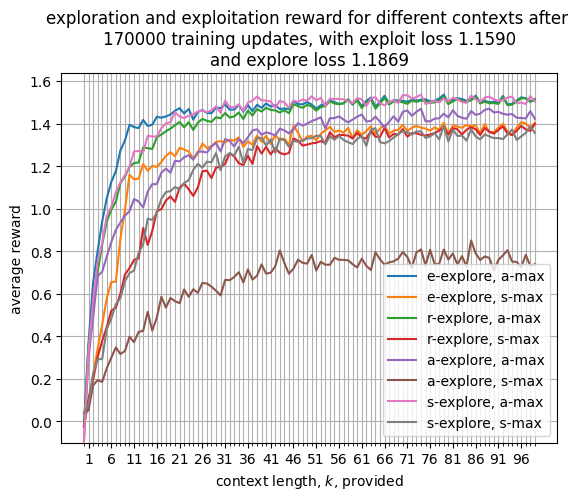 exploration and exploitation reward for different contexts after
170000 training updates, with exploit loss 1.1590
and explore loss 1.1869
average reward
1.6
1.4
1.2
1.0
0.8
0.6
0.4
0.2
0.0
e-explore, a-max
e-explore, s-max
r-explore, a-max
r-explore, s-max
a-explore, a-max
a-explore, s-max
s-explore, a-max
s-explore, s-max
1 6 11 16 21 26 31 36 41 46 51 56 61 66 71 76 81 86 91 96
context length, k, provided